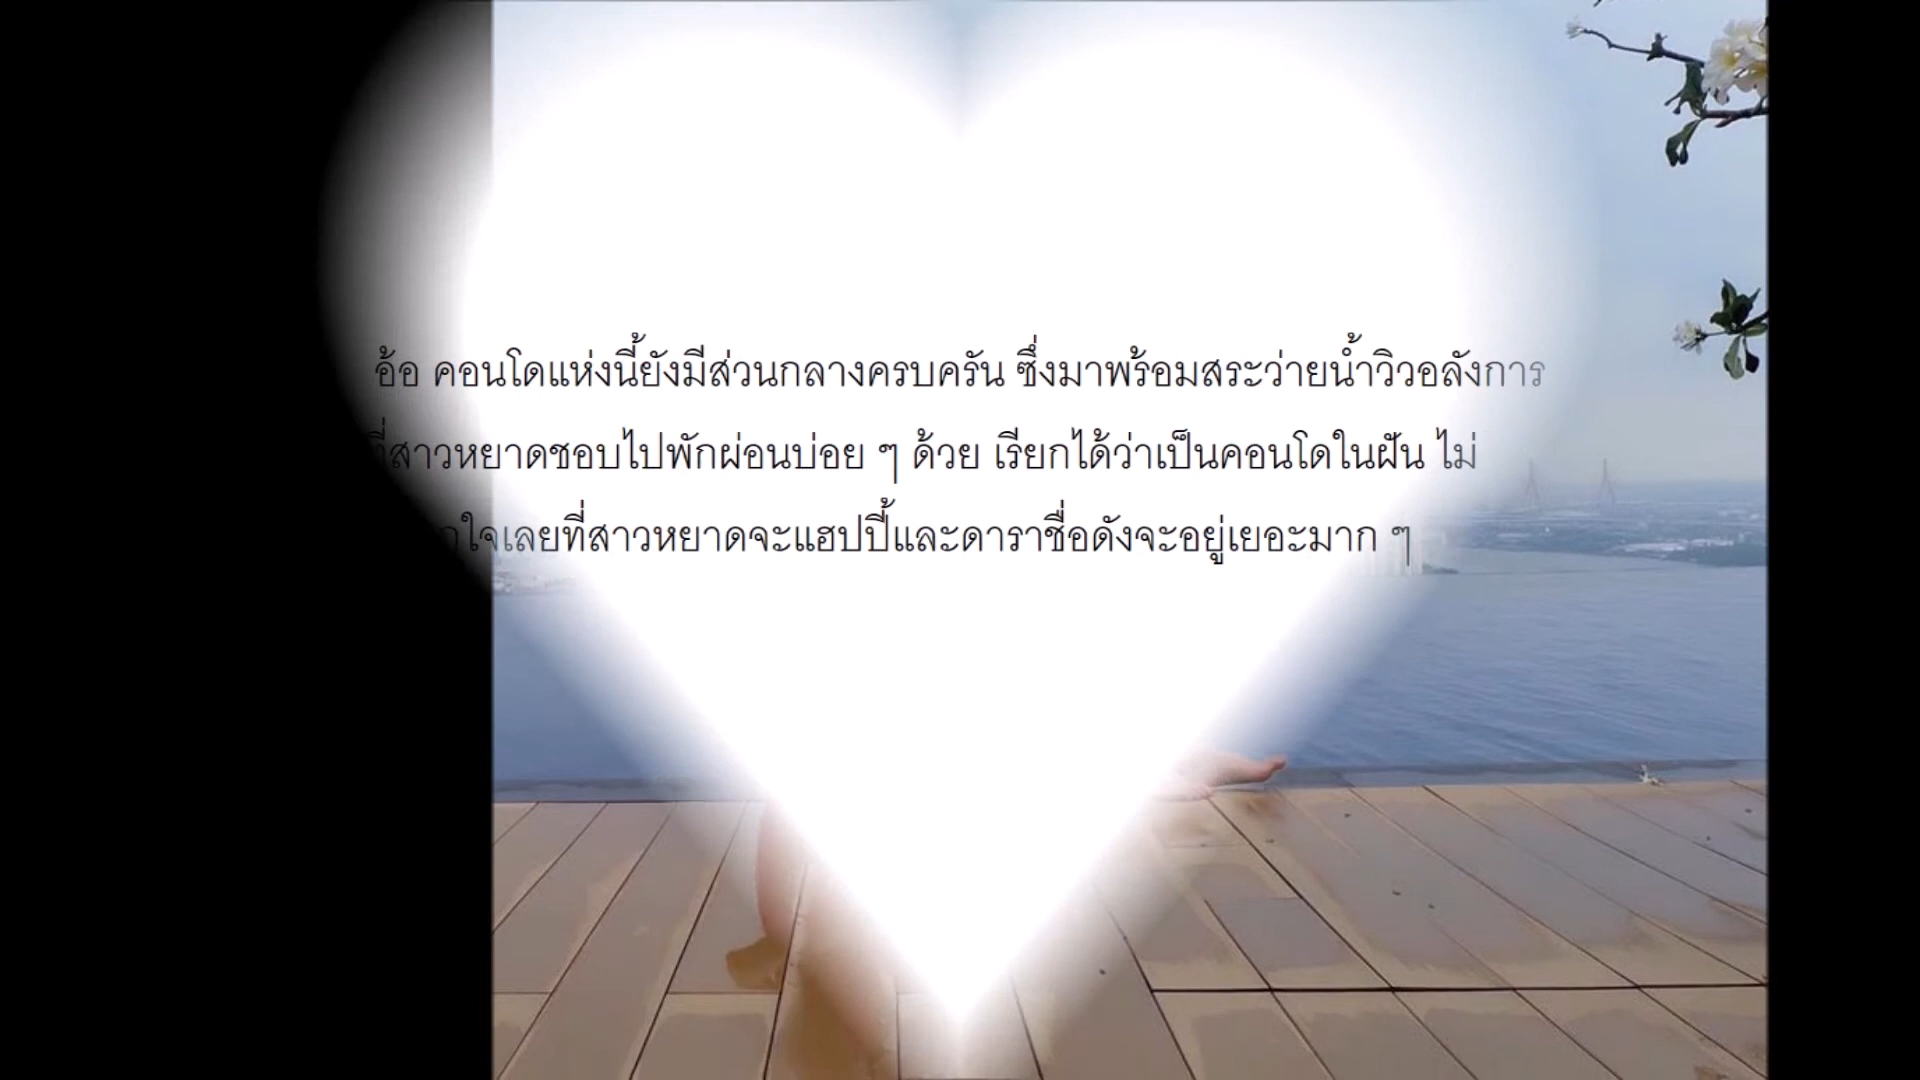 อ้อ คอนโดแห่งนี้ยังมีส่วนกลางครบครัน ซึ่งมาพร้อมสระว่ายน้ำวิวอลังการ
ที่สาวหยาดชอบไปพักผ่อนบ่อย ๆ ด้วย เรียกได้ว่าเป็นคอนโดในฝัน ไม่
ใจเลยที่สาวหยาดจะแฮปปี้และดาราชื่อดังจะอยู่เยอะมาก ๆ